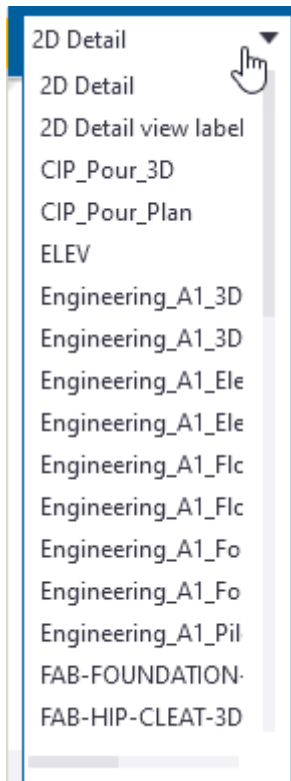 2D Detail
2D Detail
2D Detail view label
CIP_Pour_3D
CIP_Pour_Plan
ELEV
Engineering_A1_3D
Engineering_A1_3D
Engineering_A1_Ele
Engineering_A1_Ele
Engineering_A1_Flo
Engineering_A1_Flo
Engineering_A1_Fo
Engineering_A1_Fo
Engineering_A1_Pil
FAB-FOUNDATION-
FAB-HIP-CLEAT-3D